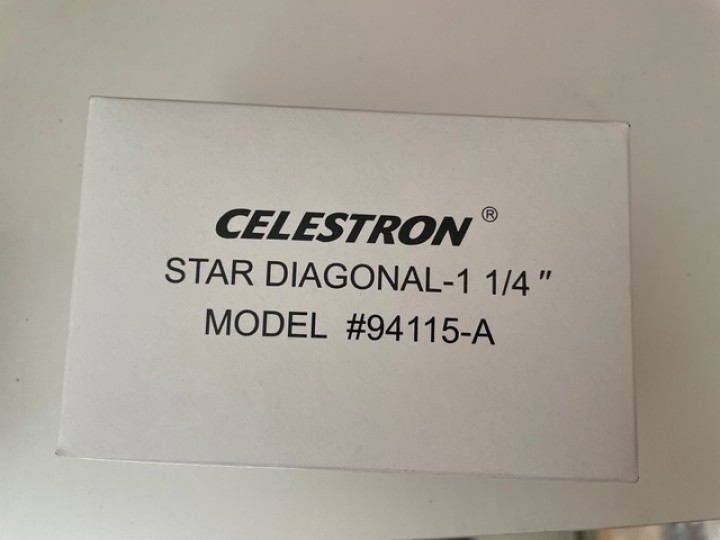 CELESTRON ®
STAR DIAGONAL-1 1/4 ″
MODEL #94115-A